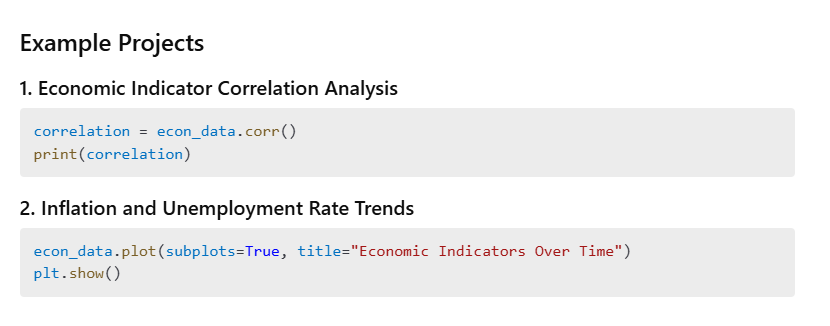 Example Projects
1. Economic Indicator Correlation Analysis
correlation = econ_data.corr()
print(correlation)
2. Inflation and Unemployment Rate Trends
econ_data.plot(subplots=True, title="Economic Indicators Over Time")
plt.show()